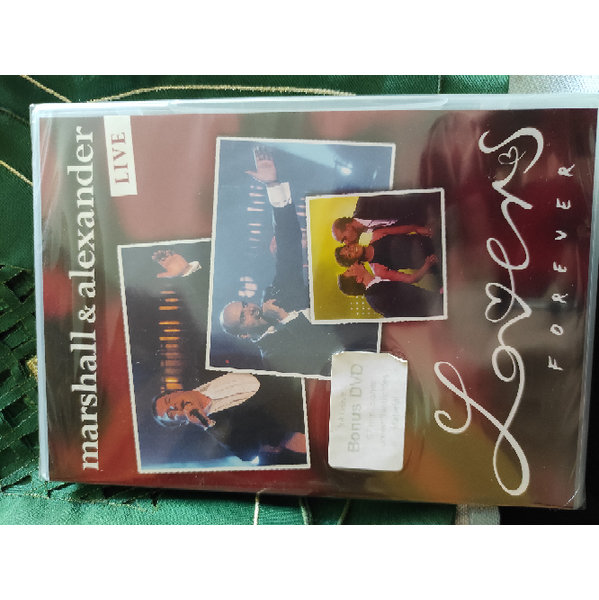 marshall & alexander
LIVE
Bonus DVD
Lovers
FOREVER